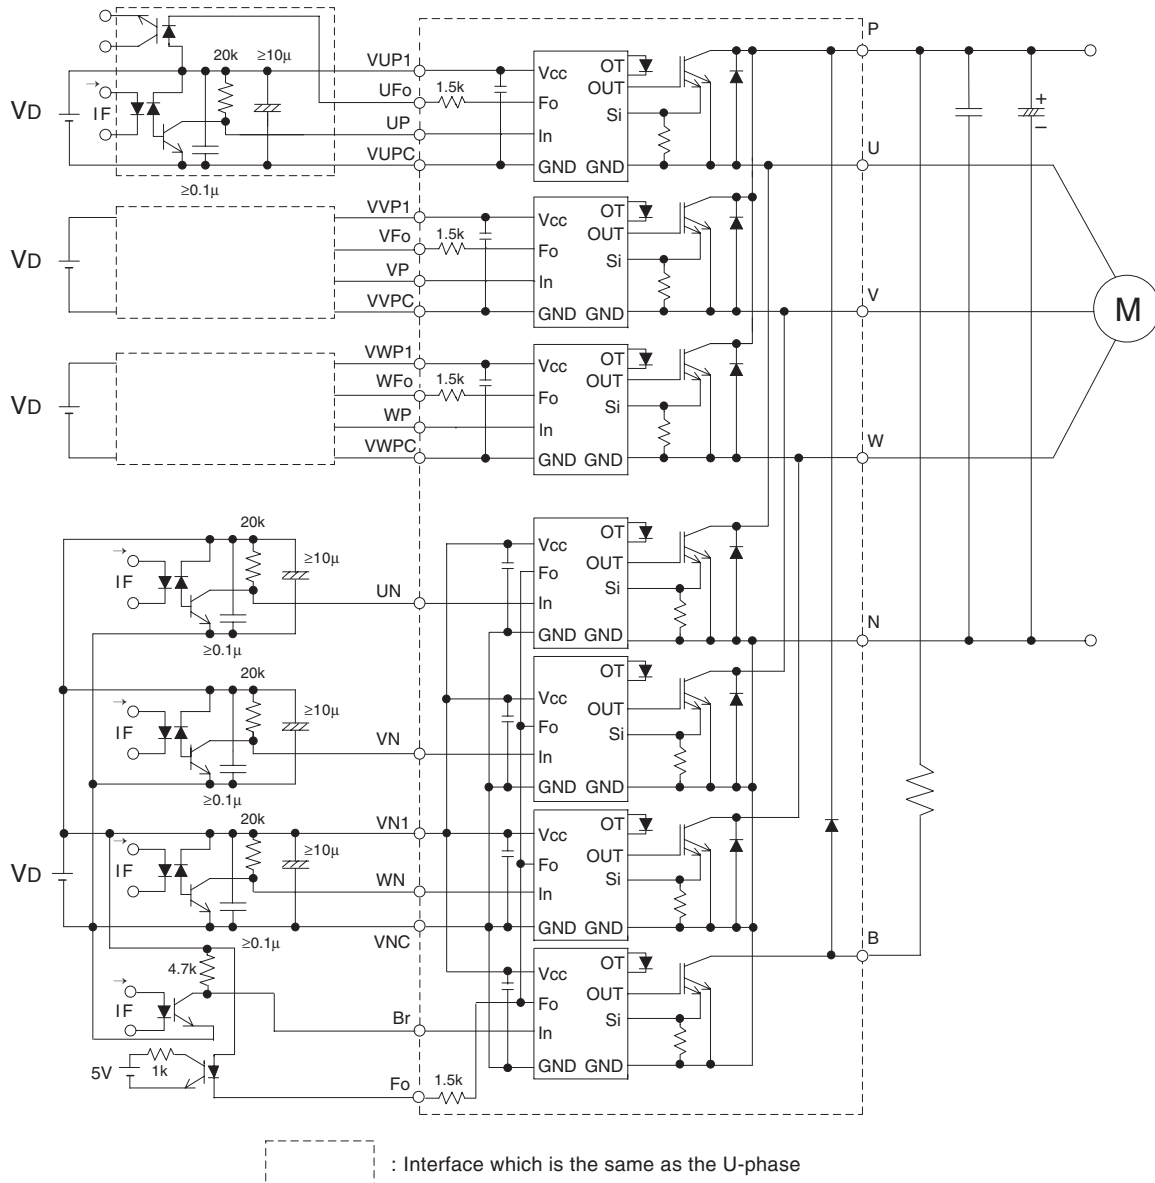 P
20k
≥10µ
VUP1
Vcc
OT
UFo
1.5k
OUT
VD
IF
Fo
Si
+
−
UP
In
VUPC
GND GND
U
≥0.1µ
VVP1
Vcc
OT
VFo
1.5k
OUT
VD
Fo
Si
VP
In
V
VVPC
GND GND
M
VWP1
Vcc
OT
WFo
1.5k
OUT
VD
Fo
Si
WP
In
W
VWPC
GND GND
20k
≥10µ
OT
Vcc
OUT
IF
Fo
UN
Si
In
N
GND GND
≥0.1µ
20k
OT
Vcc
≥10µ
OUT
IF
Fo
VN
Si
In
GND GND
≥0.1µ
20k
VN1
Vcc
OT
≥10µ
OUT
VD
IF
Fo
WN
Si
In
GND GND
VNC
≥0.1µ
B
4.7k
Vcc
OT
IF
Fo
OUT
Br
Si
In
5V
1k
Fo
1.5k
GND GND
: Interface which is the same as the U-phase